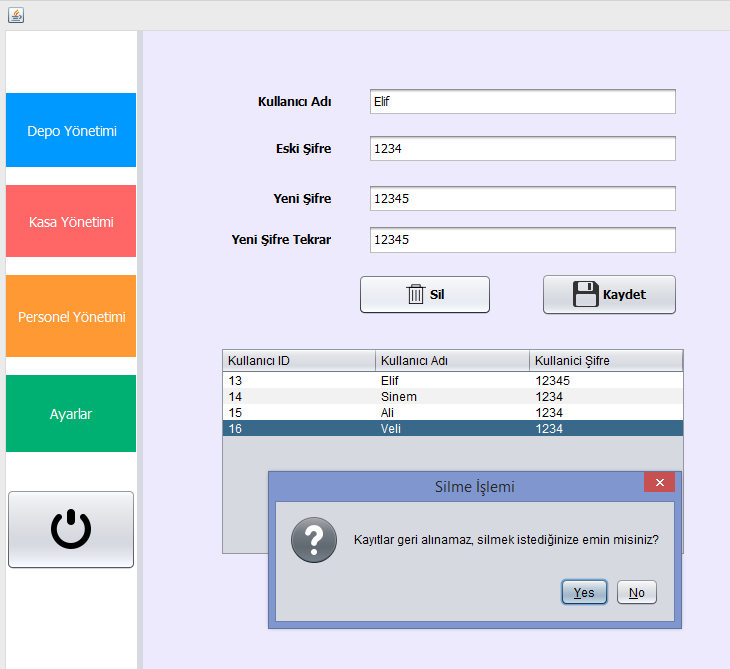 Kullanıcı Adı Elif
Depo Yönetimi
Eski Şifre 1234
Yeni Şifre 12345
Kasa Yönetimi
Yeni Şifre Tekrar 12345
Sil Kaydet
Personel Yönetimi
Kullanıcı ID Kullanıcı Adı Kullanici Şifre
13 Elif 12345
14 Sinem 1234
15 Ali 1234
16 Veli 1234
Ayarlar
Silme İşlemi
Kayıtlar geri alınamaz, silmek istediğinize emin misiniz?
Yes No